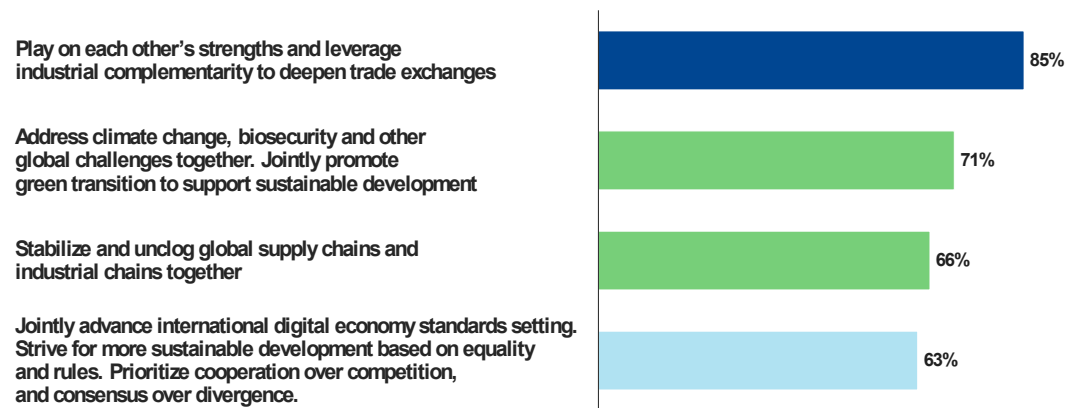 Play on each other's strengths and leverage
industrial complementarity to deepen trade exchanges
85%
Address climate change, biosecurity and other
global challenges together. Jointly promote
green transition to support sustainable development
71%
Stabilize and unclog global supply chains and
industrial chains together
66%
Jointly advance international digital economy standards setting.
Strive for more sustainable development based on equality
and rules. Prioritize cooperation over competition,
and consensus over divergence.
63%